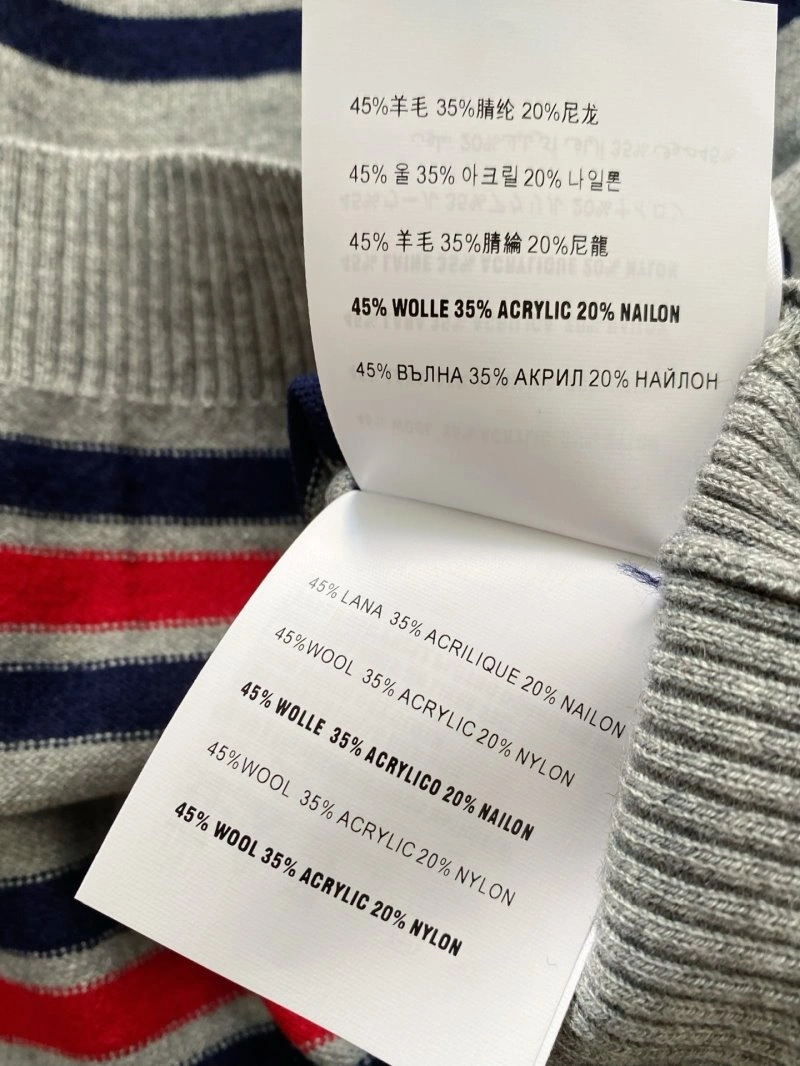 45%羊毛 35%腈纶 20%尼龙
45% 울 35% 아크릴 20% 나일론
45% 羊毛 35%腈綸 20%尼龍
45% WOLLE 35% ACRYLIC 20% NAILON
45% ВЪЛНА 35% АКРИЛ 20% НАЙЛОН
45% LANA 35% ACRILIQUE 20% NAILON
45%WOOL 35% ACRYLIC 20% NYLON
45% WOLLE 35% ACRYLICO 20% NAILON
45%WOOL 35% ACRYLIC 20% NYLON
45% WOOL 35% ACRYLIC 20% NYLON